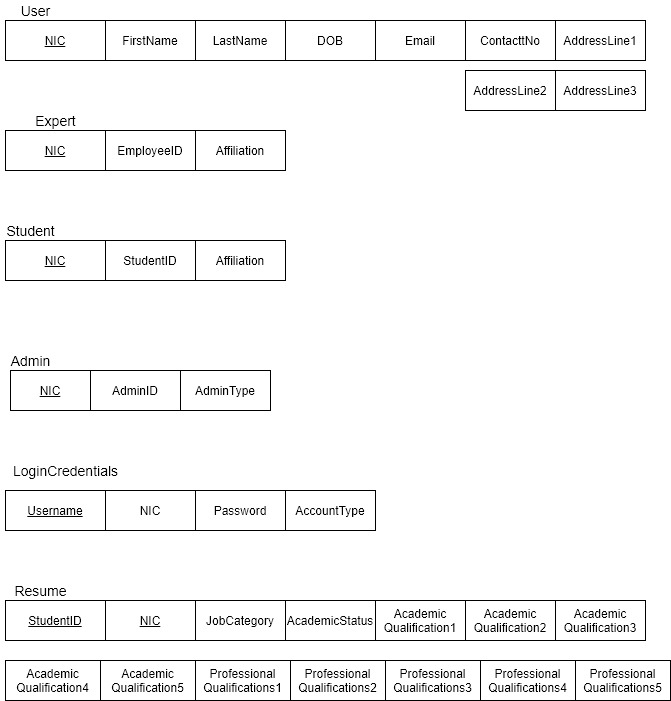 User
NIC FirstName LastName DOB Email ContacttNo AddressLine1
AddressLine2 AddressLine3
Expert
NIC EmployeeID Affiliation
Student
NIC StudentID Affiliation
Admin
NIC AdminID AdminType
LoginCredentials
Username NIC Password AccountType
Resume
StudentID NIC JobCategory AcademicStatus Academic Qualification1 Academic Qualification2 Academic Qualification3
Academic Qualification4 Academic Qualification5 Professional Qualifications1 Professional Qualifications2 Professional Qualifications3 Professional Qualifications4 Professional Qualifications5